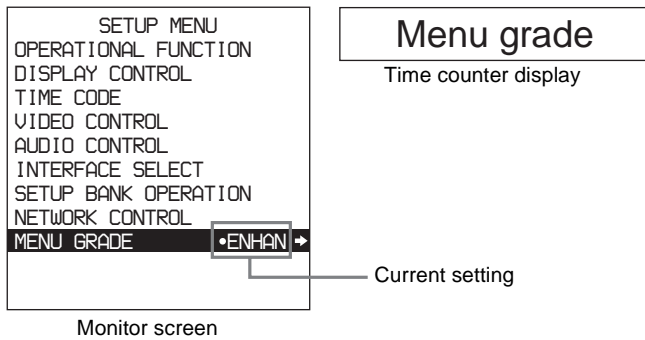 SETUP MENU
OPERATIONAL FUNCTION
DISPLAY CONTROL
TIME CODE
VIDEO CONTROL
AUDIO CONTROL
INTERFACE SELECT
SETUP BANK OPERATION
NETWORK CONTROL
MENU GRADE •ENHAN ➔
Monitor screen
Menu grade
Time counter display
Current setting